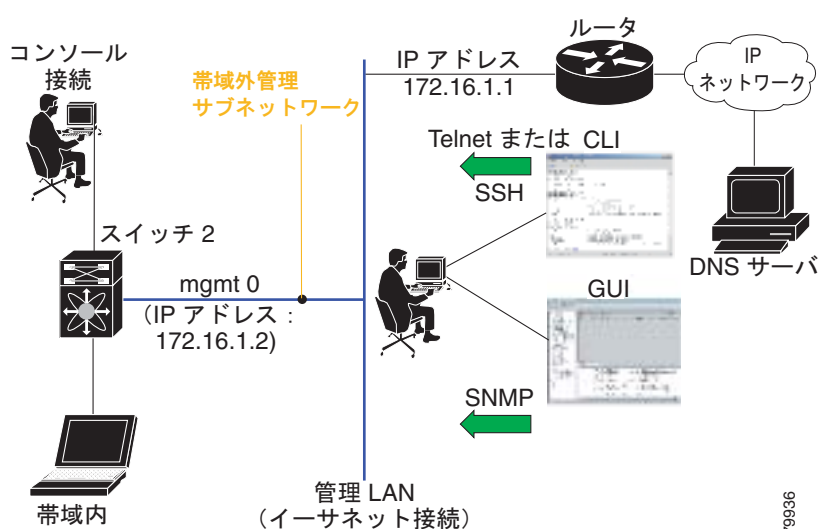 コンソール
接続
帯域外管理
サブネットワーク
IP アドレス
172.16.1.1
ルータ
IP
ネットワーク
Telnet または CLI
SSH
DNS サーバ
スイッチ 2
mgmt 0
(IP アドレス :
172.16.1.2)
GUI
SNMP
帯域内
管理 LAN
(イーサネット接続)
79936